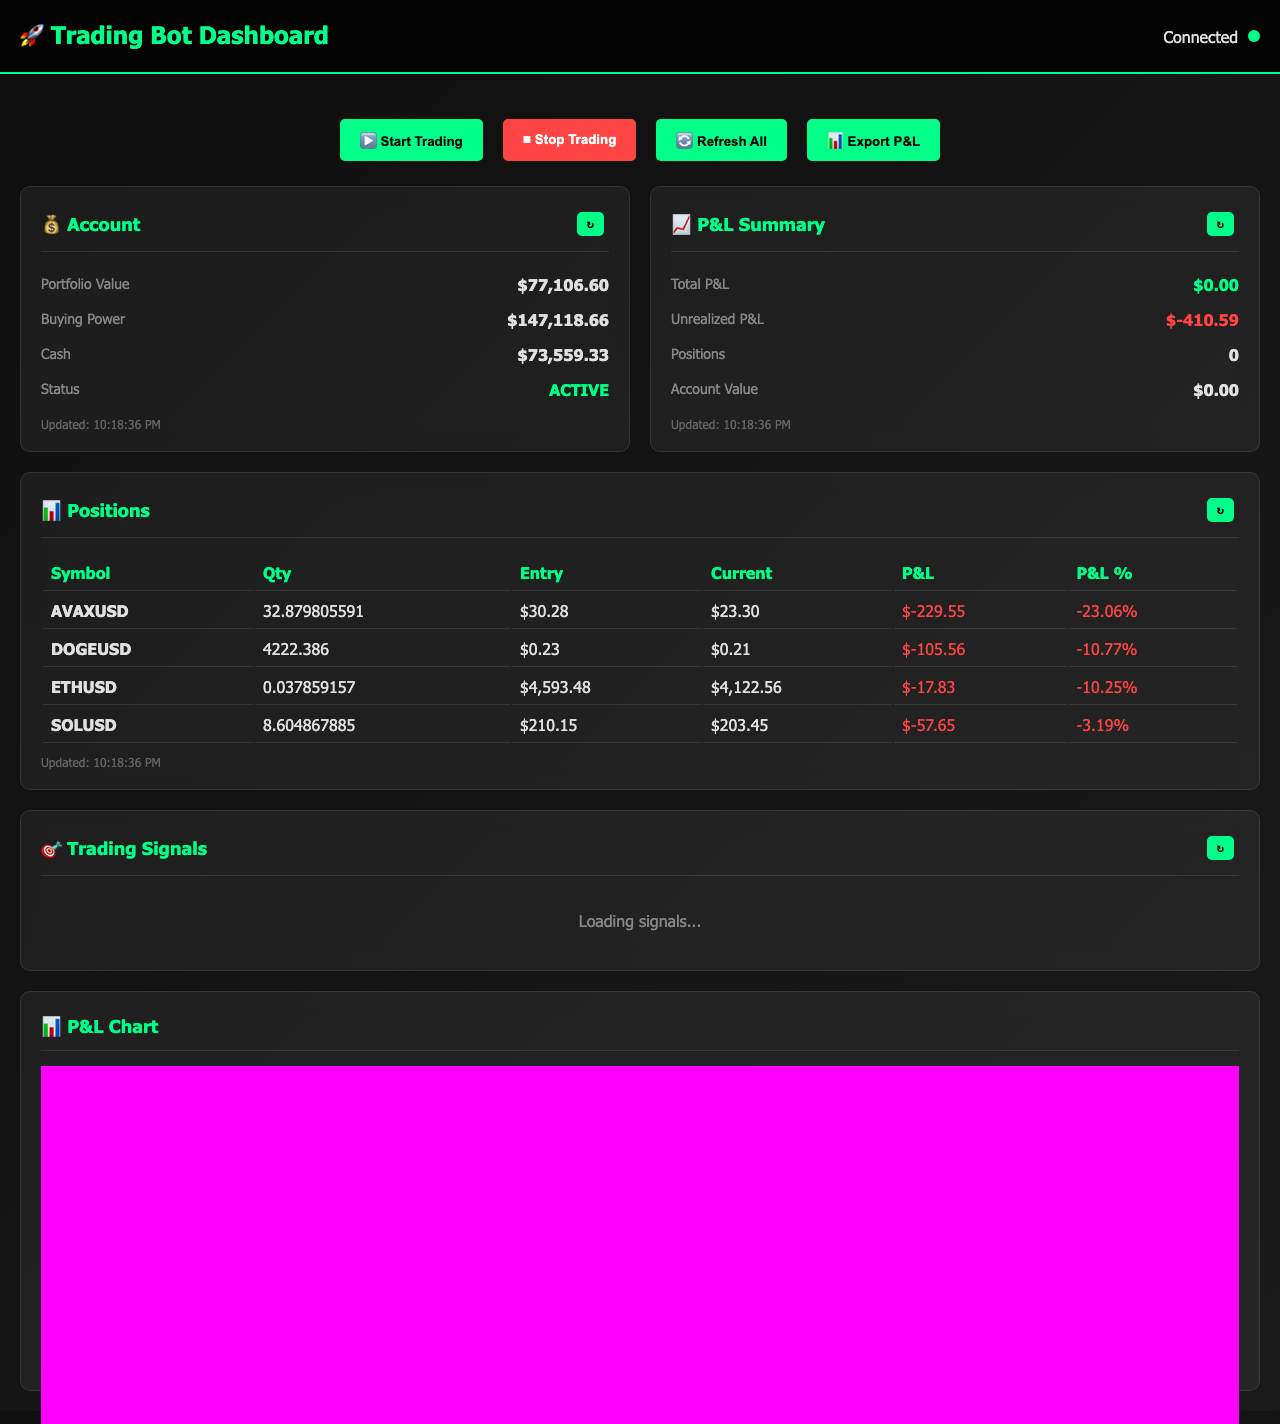 🚀 Trading Bot Dashboard
Connected
▶️ Start Trading
⏹ Stop Trading
🔄 Refresh All
📊 Export P&L
💰 Account
↻
Portfolio Value $77,106.60
Buying Power $147,118.66
Cash $73,559.33
Status ACTIVE
Updated: 10:18:36 PM
📈 P&L Summary
↻
Total P&L $0.00
Unrealized P&L $-410.59
Positions 0
Account Value $0.00
Updated: 10:18:36 PM
📊 Positions
↻
Symbol Qty Entry Current P&L P&L %
AVAXUSD 32.879805591 $30.28 $23.30 $-229.55 -23.06%
DOGEUSD 4222.386 $0.23 $0.21 $-105.56 -10.77%
ETHUSD 0.037859157 $4,593.48 $4,122.56 $-17.83 -10.25%
SOLUSD 8.604867885 $210.15 $203.45 $-57.65 -3.19%
Updated: 10:18:36 PM
🎯 Trading Signals
↻
Loading signals...
📊 P&L Chart